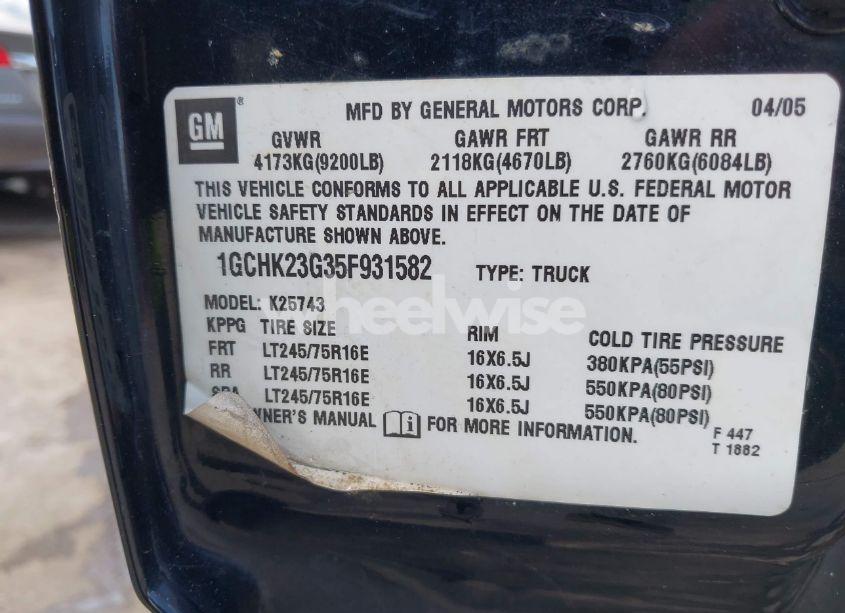 GM ®
MFD BY GENERAL MOTORS CORP. 04/05
GVWR GAWR FRT GAWR RR
4173KG(9200LB) 2118KG(4670LB) 2760KG(6084LB)
THIS VEHICLE CONFORMS TO ALL APPLICABLE U.S. FEDERAL MOTOR
VEHICLE SAFETY STANDARDS IN EFFECT ON THE DATE OF
MANUFACTURE SHOWN ABOVE.
1GCHK23G35F931582 TYPE: TRUCK
wheelwise
MODEL: K25743
KPPG TIRE SIZE RIM COLD TIRE PRESSURE
FRT LT245/75R16E 16X6.5J 380KPA(55PSI)
RR LT245/75R16E 16X6.5J 550KPA(80PSI)
LT245/75R16E 16X6.5J 550KPA(80PSI)
WNER'S MANUAL FOR MORE INFORMATION.
F 447
T 1882